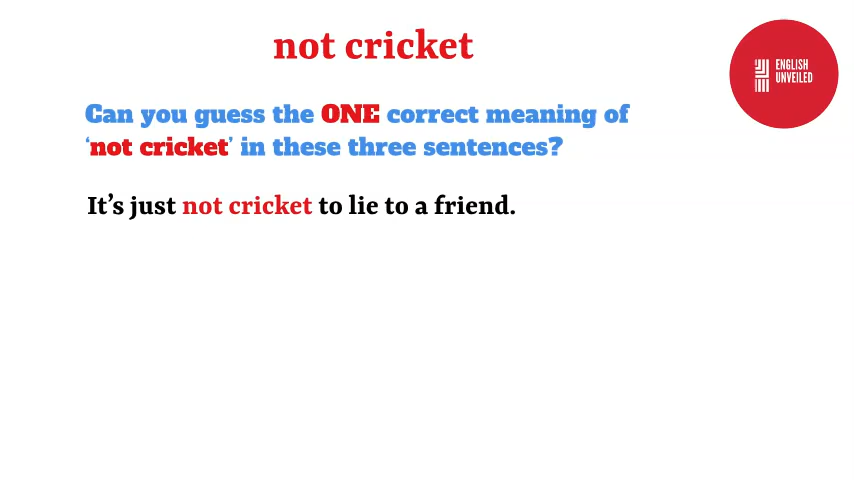 not cricket
ENGLISH
UNVEILED
Can you guess the ONE correct meaning of
‘not cricket’ in these three sentences?
It’s just not cricket to lie to a friend.